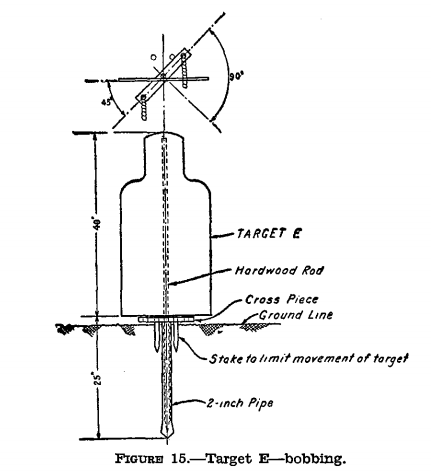 90°
45°
40"
TARGET E
Hardwood Rod
Cross Piece
Ground Line
Stake to limit movement of target
25"
2-inch Pipe
FIGURE 15.—Target E—bobbing.